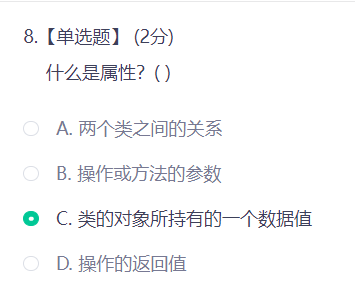 8.【单选题】 (2分)
什么是属性？( )
A. 两个类之间的关系
B. 操作或方法的参数
C. 类的对象所持有的一个数据值
D. 操作的返回值